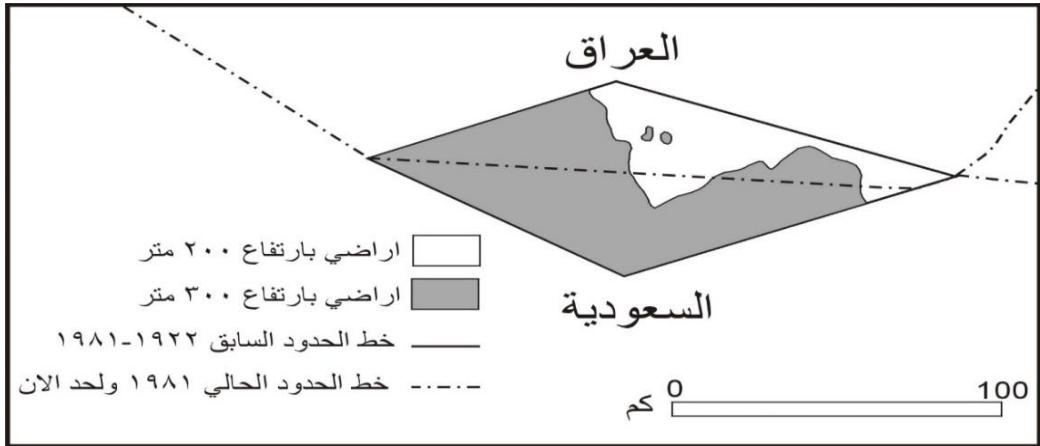 العراق
السعودية
اراضي بارتفاع ٢٠٠ متر
اراضي بارتفاع ٣٠٠ متر
خط الحدود السابق ١٩٢٢-١٩٨١
خط الحدود الحالي ١٩٨١ ولحد الان
0 100
كم